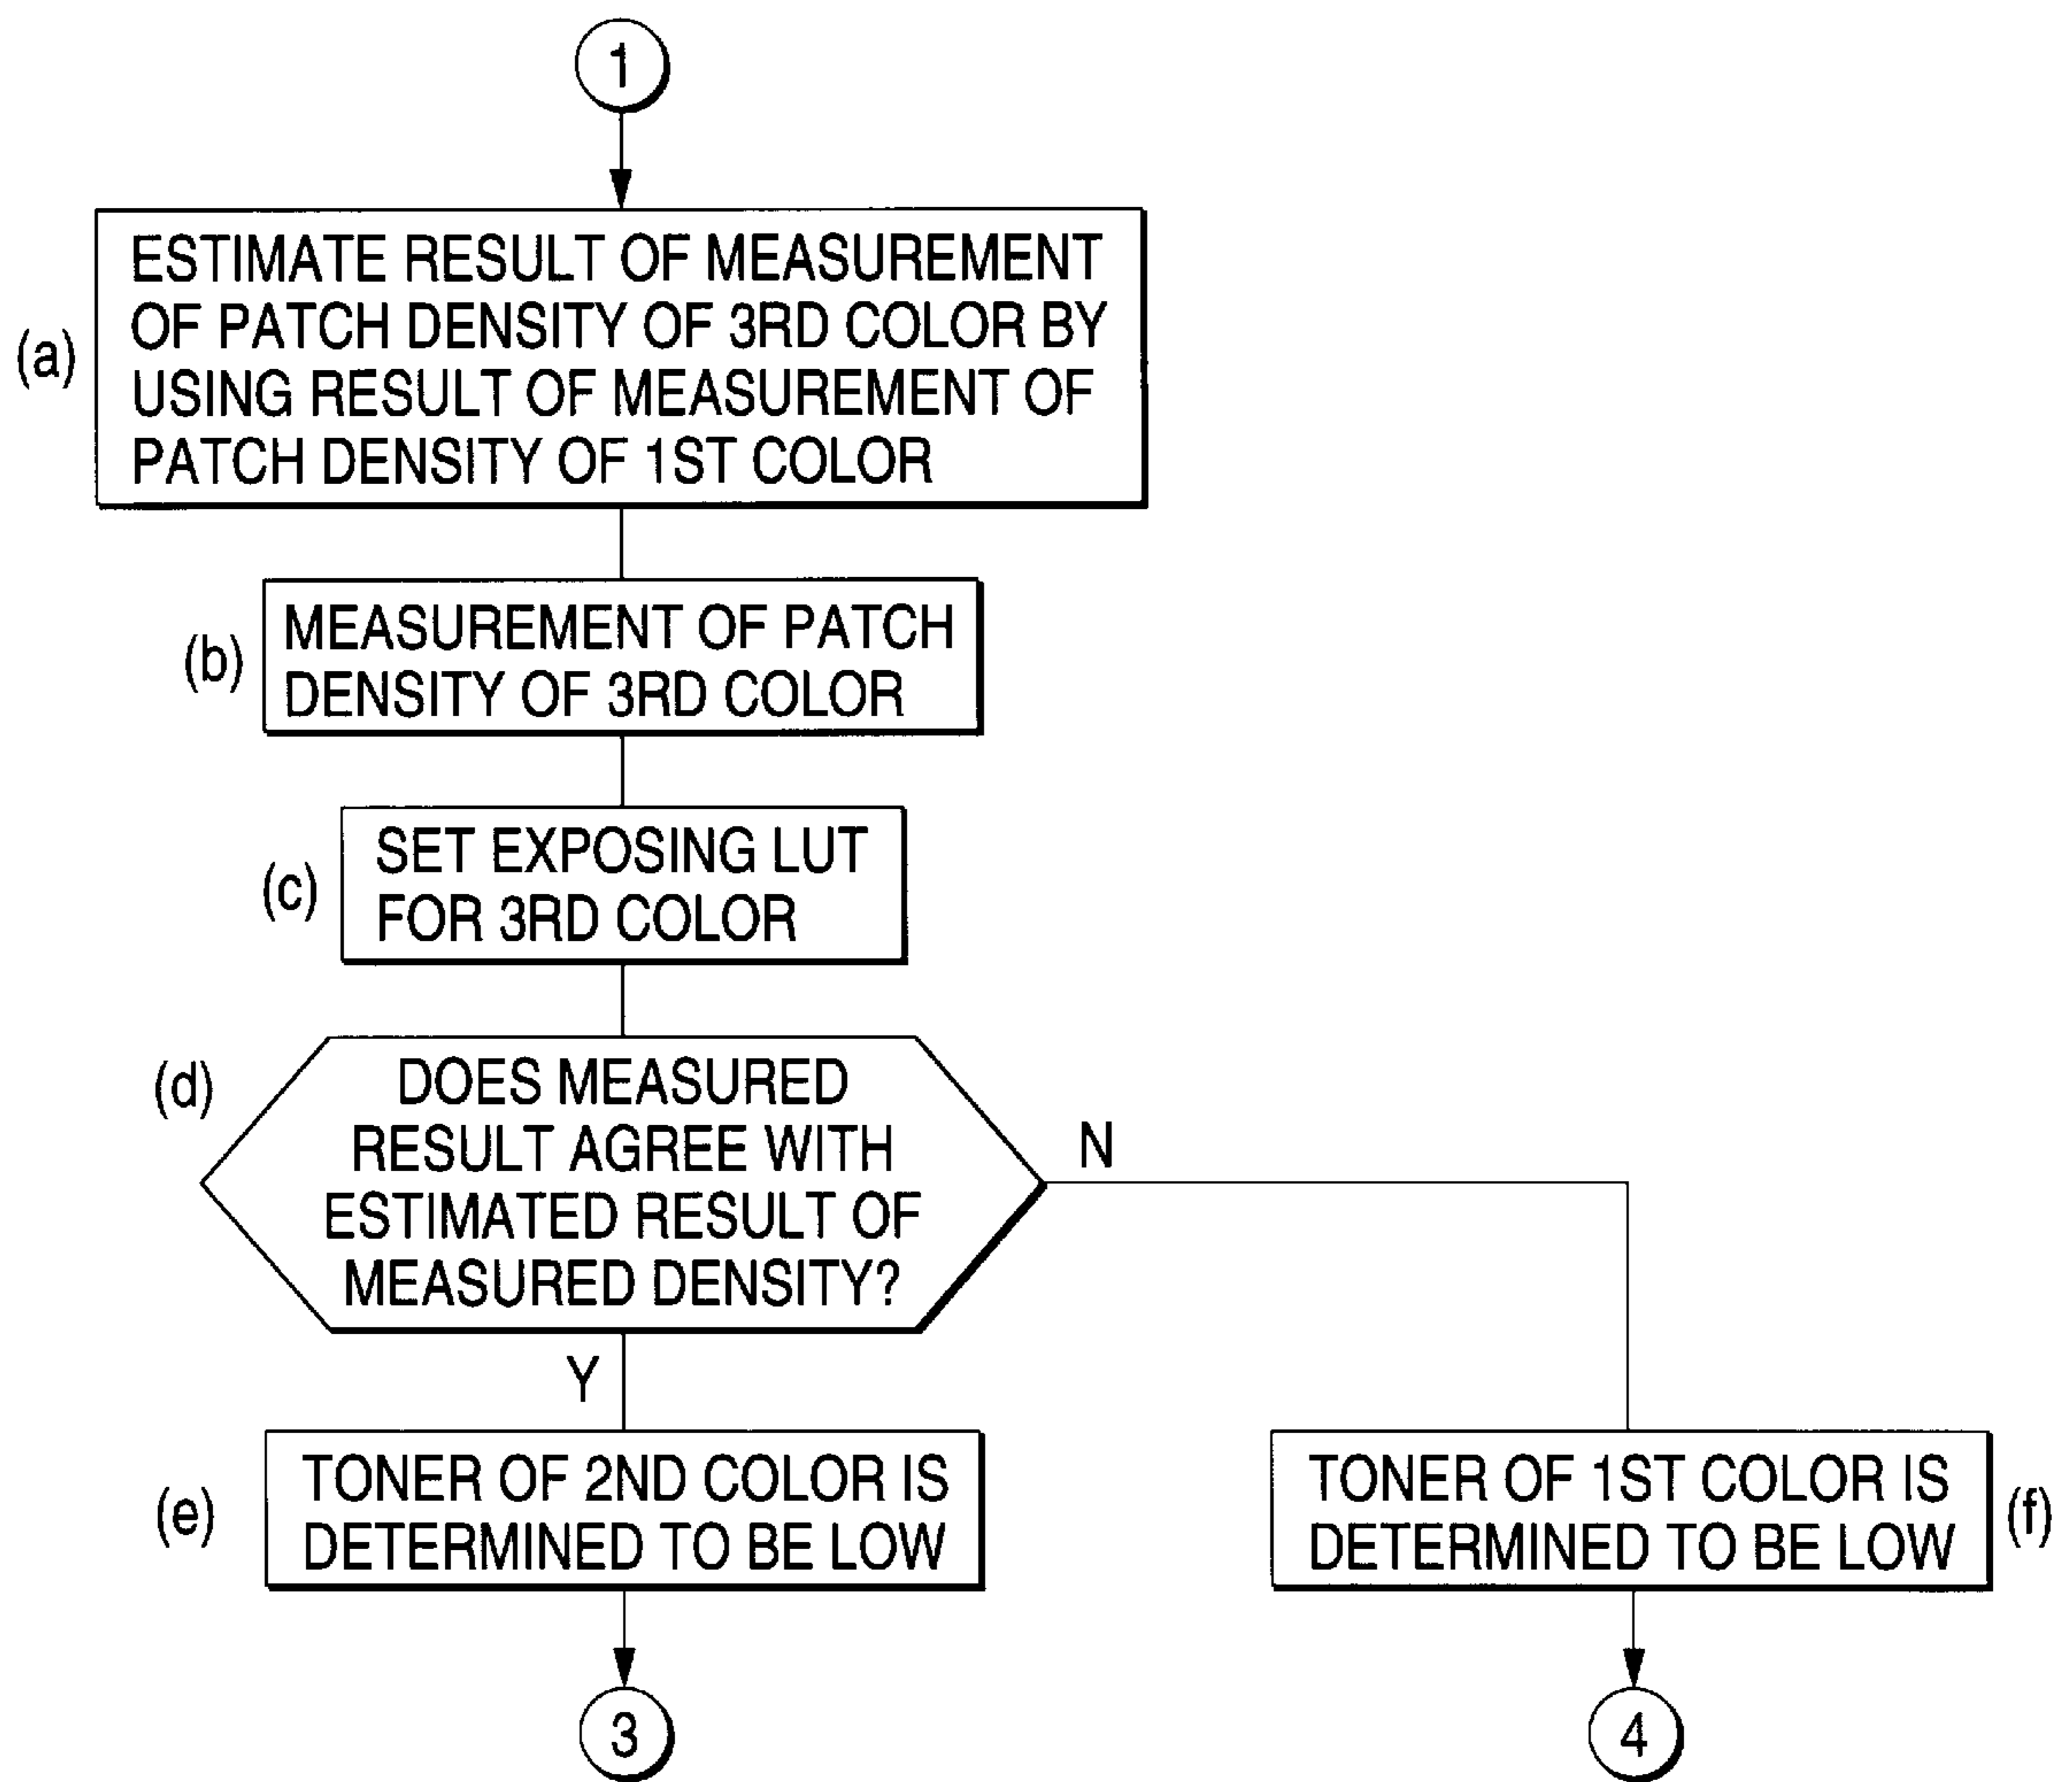 1
(a)
ESTIMATE RESULT OF MEASUREMENT
OF PATCH DENSITY OF 3RD COLOR BY
USING RESULT OF MEASUREMENT OF
PATCH DENSITY OF 1ST COLOR
(b)
MEASUREMENT OF PATCH
DENSITY OF 3RD COLOR
(c)
SET EXPOSING LUT
FOR 3RD COLOR
(d)
DOES MEASURED
RESULT AGREE WITH
ESTIMATED RESULT OF
MEASURED DENSITY?
N
Y
(e)
TONER OF 2ND COLOR IS
DETERMINED TO BE LOW
TONER OF 1ST COLOR IS
DETERMINED TO BE LOW
(f)
3
4